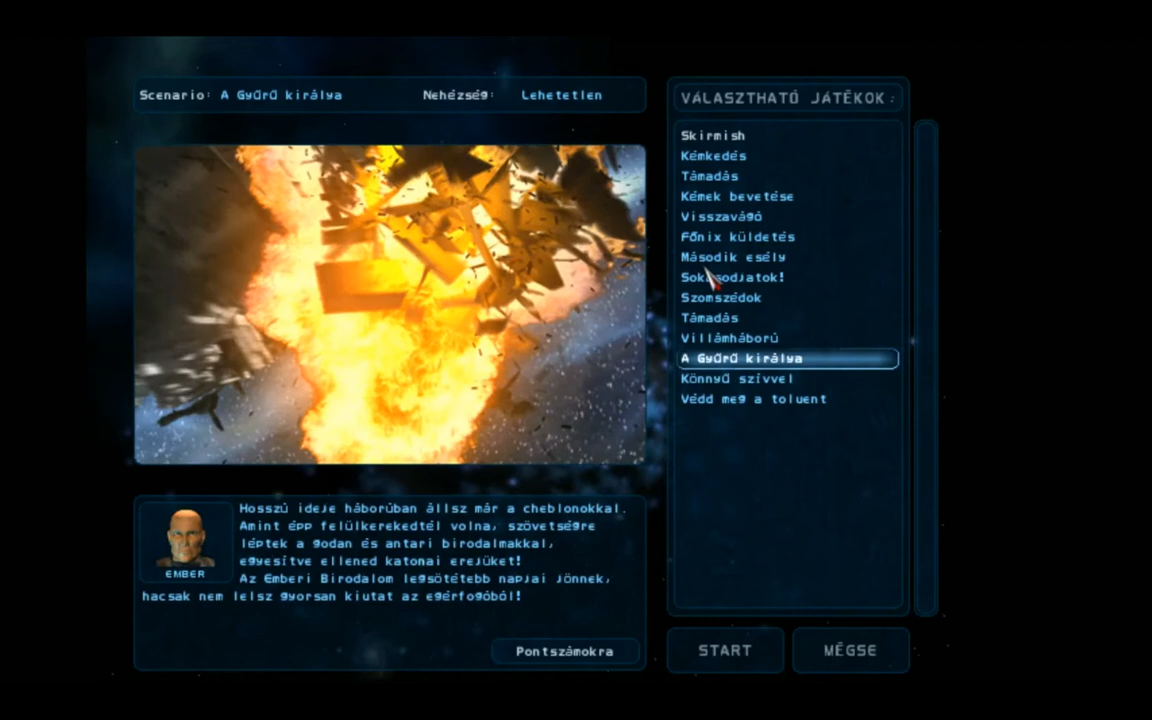 Scenario: A Gyűrű királya
Nehézség: Lehetetlen
VÁLASZTHATÓ JÁTÉKOK:
Skirmish
Kémkedés
Támadás
Kémek bevetése
Visszavágó
Főnix küldetés
Második esély
Szomszédok
Támadás
Villámháború
A Gyűrű királya
Könnyű szívvel
Védd meg a toluent
Hosszú ideje háborúban állsz már a cheblonokkal.
Amint épp felülkerekedtél volna, szövetségre
léptek a godan és antari birodalmakkal,
egyesítve ellened katonai erejüket!
Az Emberi Birodalom legsötétebb napjai jönnek,
hacsak nem lelsz gyorsan kiutat az egérfogóból!
EMBER
Pontszámokra
START
MÉGSE